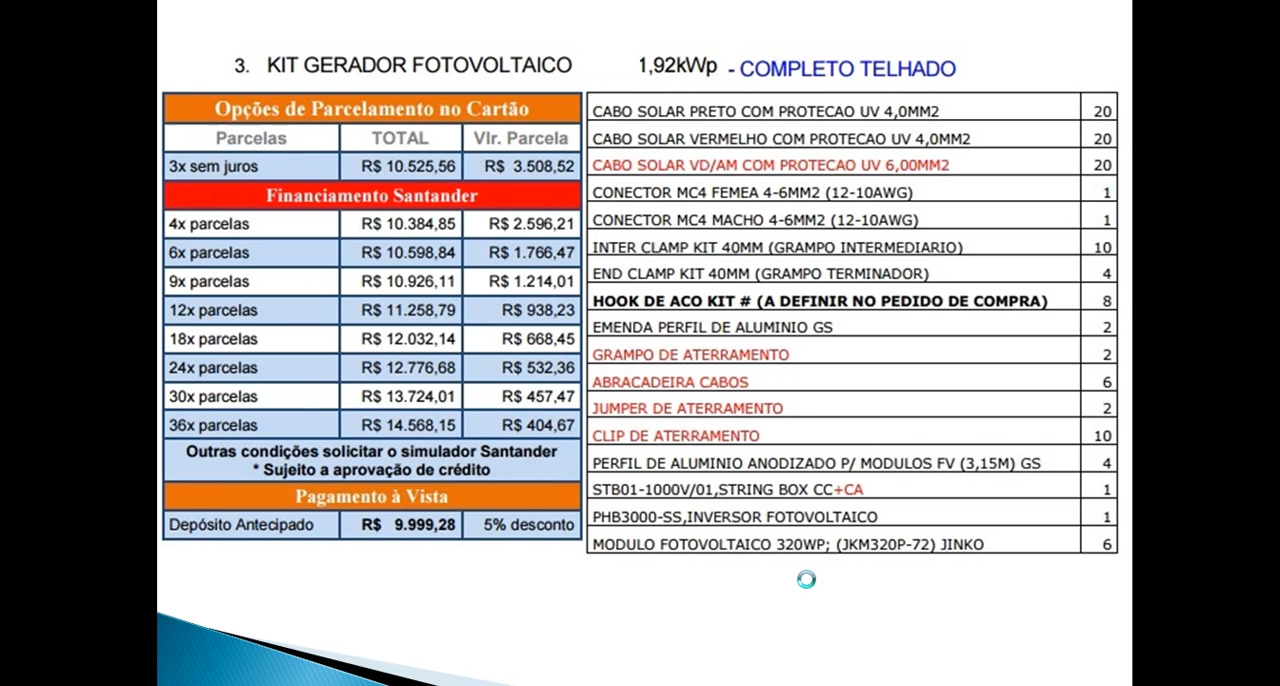 3. KIT GERADOR FOTOVOLTAICO 1,92kWp - COMPLETO TELHADO
Opções de Parcelamento no Cartão
Parcelas TOTAL Vlr. Parcela
3x sem juros R$ 10.525,56 R$ 3.508,52
Financiamento Santander
4x parcelas R$ 10.384,85 R$ 2.596,21
6x parcelas R$ 10.598,84 R$ 1.766,47
9x parcelas R$ 10.926,11 R$ 1.214,01
12x parcelas R$ 11.258,79 R$ 938,23
18x parcelas R$ 12.032,14 R$ 668,45
24x parcelas R$ 12.776,68 R$ 532,36
30x parcelas R$ 13.724,01 R$ 457,47
36x parcelas R$ 14.568,15 R$ 404,67
Outras condições solicitar o simulador Santander
* Sujeito a aprovação de crédito
Pagamento à Vista
Depósito Antecipado R$ 9.999,28 5% desconto
CABO SOLAR PRETO COM PROTECAO UV 4,0MM2 20
CABO SOLAR VERMELHO COM PROTECAO UV 4,0MM2 20
CABO SOLAR VD/AM COM PROTECAO UV 6,00MM2 20
CONECTOR MC4 FEMEA 4-6MM2 (12-10AWG) 1
CONECTOR MC4 MACHO 4-6MM2 (12-10AWG) 1
INTER CLAMP KIT 40MM (GRAMPO INTERMEDIARIO) 10
END CLAMP KIT 40MM (GRAMPO TERMINADOR) 4
HOOK DE ACO KIT # (A DEFINIR NO PEDIDO DE COMPRA) 8
EMENDA PERFIL DE ALUMINIO GS 2
GRAMPO DE ATERRAMENTO 2
ABRACADEIRA CABOS 6
JUMPER DE ATERRAMENTO 2
CLIP DE ATERRAMENTO 10
PERFIL DE ALUMINIO ANODIZADO P/ MODULOS FV (3,15M) GS 4
STB01-1000V/01,STRING BOX CC+CA 1
PHB3000-SS,INVERSOR FOTOVOLTAICO 1
MODULO FOTOVOLTAICO 320WP; (JKM320P-72) JINKO 6